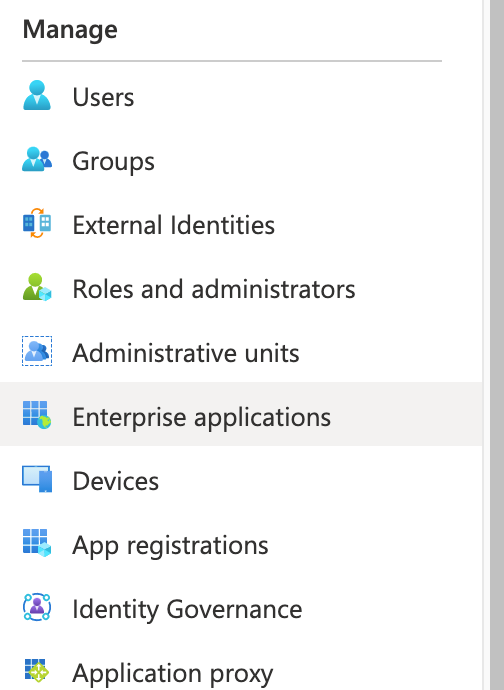 Manage
Users
Groups
External Identities
Roles and administrators
Administrative units
Enterprise applications
Devices
App registrations
Identity Governance
Application proxy